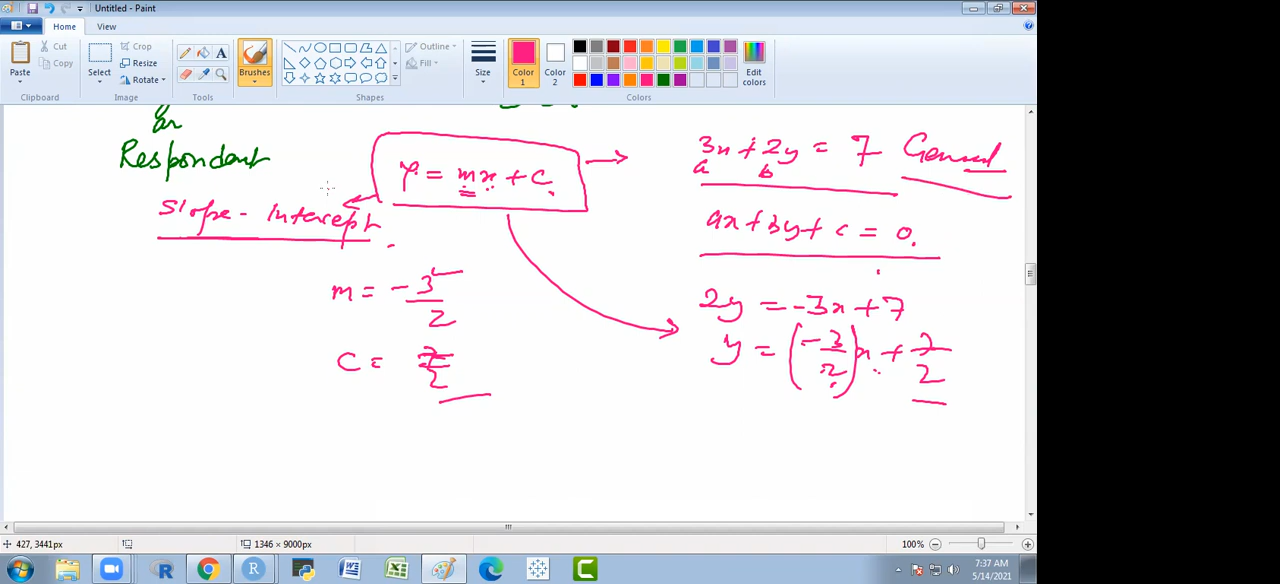 Untitled - Paint
Home View
Paste
Cut
Copy
Clipboard
Select
Crop
Resize
Rotate
Image
Tools
Brushes
Shapes
Outline
Fill
Size
Color 1
Color 2
Edit colors
Colors
or
Respondent
Y = mx + C
Slope - Intercept
3x + 2y = 7 General
a b
ax + By + c = 0
m = -3/2
2y = -3x + 7
y = (-3/2)x + 7/2
C = 7/2
427, 3441px
1346 × 9000px
100%
7:37 AM
5/14/2021